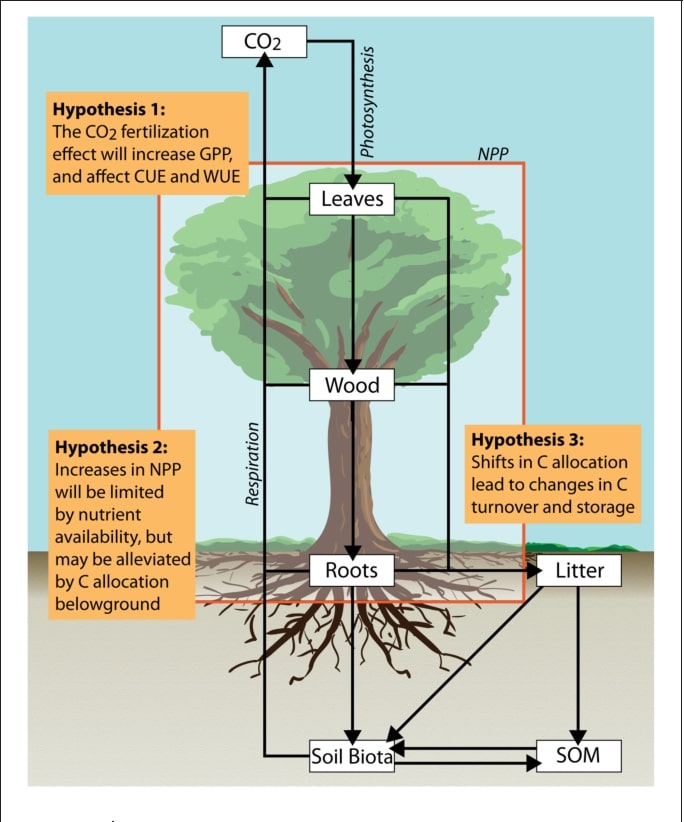 CO2
Photosynthesis
Hypothesis 1:
The CO2 fertilization
effect will increase GPP,
and affect CUE and WUE
NPP
Leaves
Wood
Respiration
Hypothesis 2:
Increases in NPP
will be limited
by nutrient
availability, but
may be alleviated
by C allocation
belowground
Hypothesis 3:
Shifts in C allocation
lead to changes in C
turnover and storage
Roots
Litter
Soil Biota
SOM